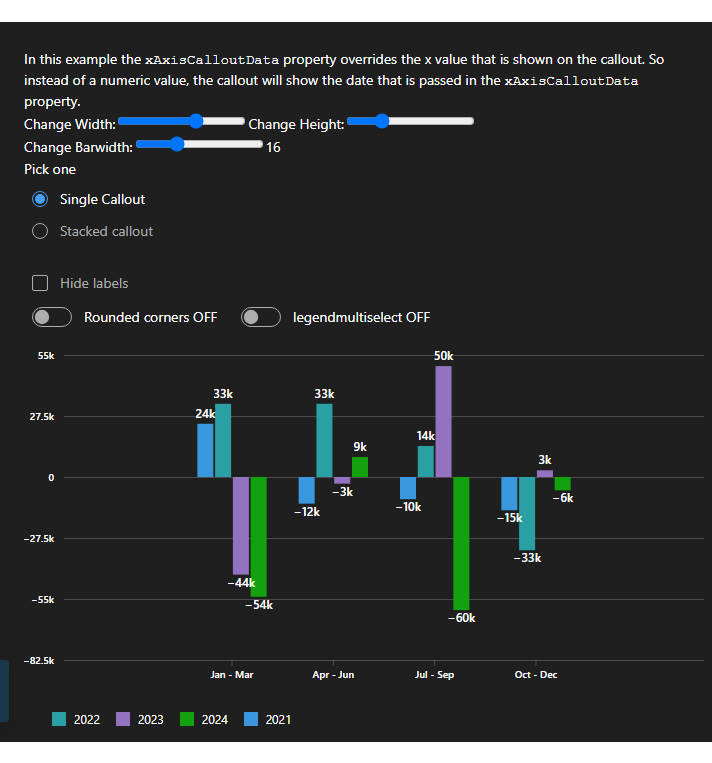 In this example the xAxisCalloutData property overrides the x value that is shown on the callout. So
instead of a numeric value, the callout will show the date that is passed in the xAxisCalloutData
property.
Change Width: Change Height:
Change Barwidth: 16
Pick one
Single Callout
Stacked callout
Hide labels
Rounded corners OFF legendmultiselect OFF
55k 50k
33k 33k
27.5k 24k
14k
9k
3k
0
−3k
−6k
−12k −10k
−15k
−27.5k
−33k
−44k
−55k −54k
−60k
−82.5k
Jan - Mar Apr - Jun Jul - Sep Oct - Dec
2022 2023 2024 2021